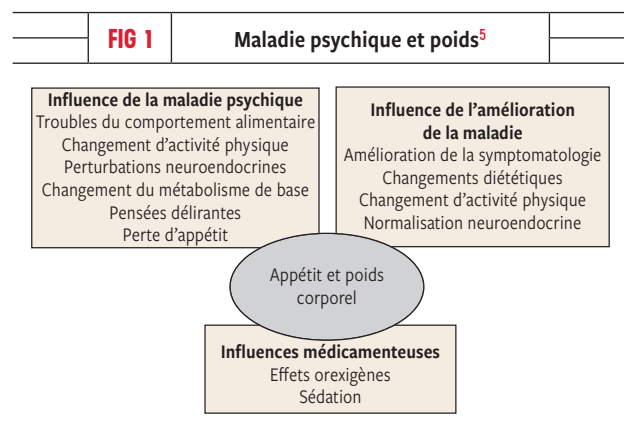 FIG 1
Maladie psychique et poids5
Influence de la maladie psychique
Troubles du comportement alimentaire
Changement d’activité physique
Perturbations neuroendocrines
Changement du métabolisme de base
Pensées délirantes
Perte d’appétit
Influence de l’amélioration
de la maladie
Amélioration de la symptomatologie
Changements diététiques
Changement d’activité physique
Normalisation neuroendocrine
Appétit et poids
corporel
Influences médicamenteuses
Effets orexigènes
Sédation